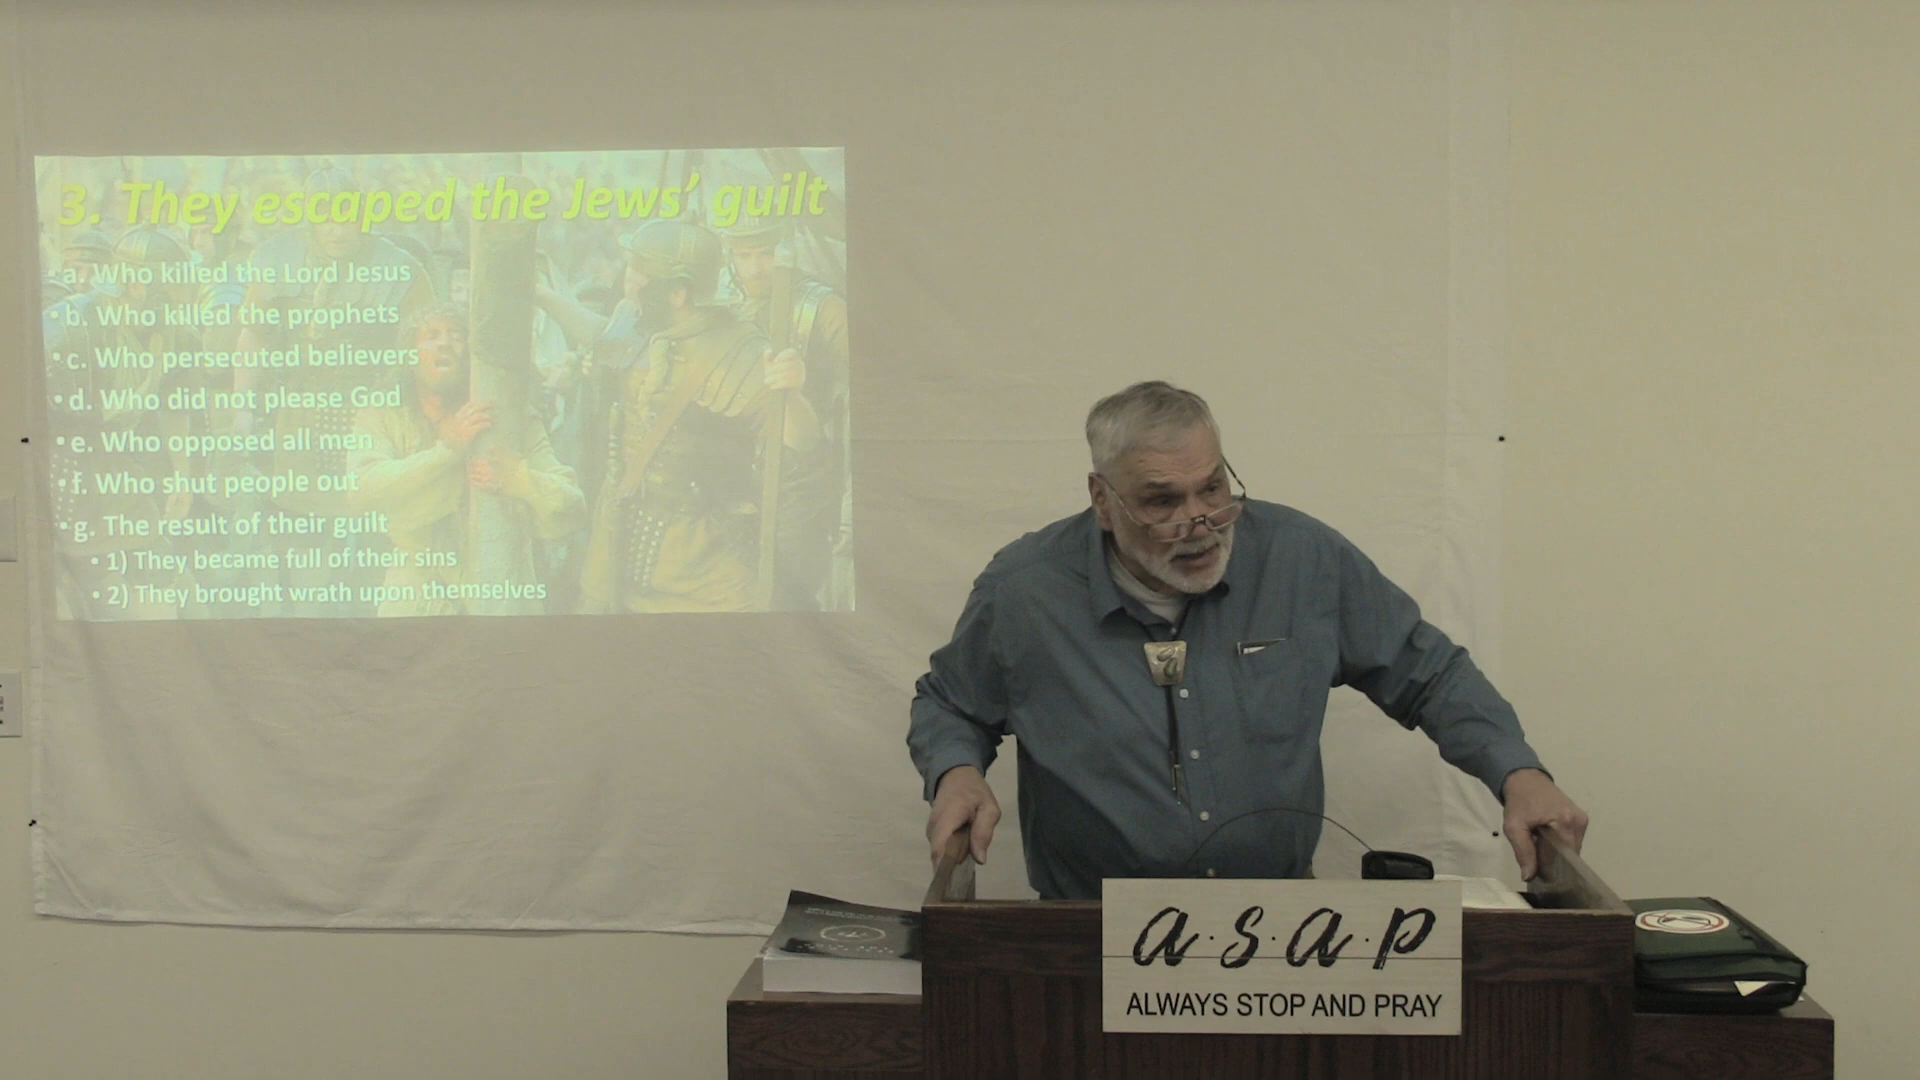 3. They escaped the Jews' guilt
• a. Who killed the Lord Jesus
• b. Who killed the prophets
• c. Who persecuted believers
• d. Who did not please God
• e. Who opposed all men
• f. Who shut people out
• g. The result of their guilt
• 1) They became full of their sins
• 2) They brought wrath upon themselves
a·s·a·p
ALWAYS STOP AND PRAY